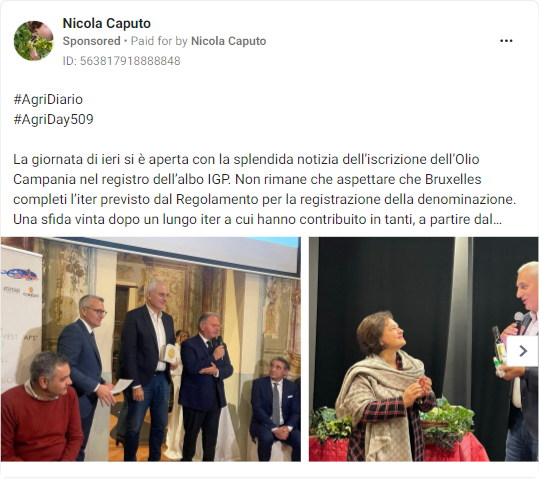 Nicola Caputo
Sponsored • Paid for by Nicola Caputo
ID: 563817918888848
#AgriDiario
#AgriDay509
La giornata di ieri si è aperta con la splendida notizia dell'iscrizione dell'Olio
Campania nel registro dell'albo IGP. Non rimane che aspettare che Bruxelles
completi l'iter previsto dal Regolamento per la registrazione della denominazione.
Una sfida vinta dopo un lungo iter a cui hanno contribuito in tanti, a partire dal...